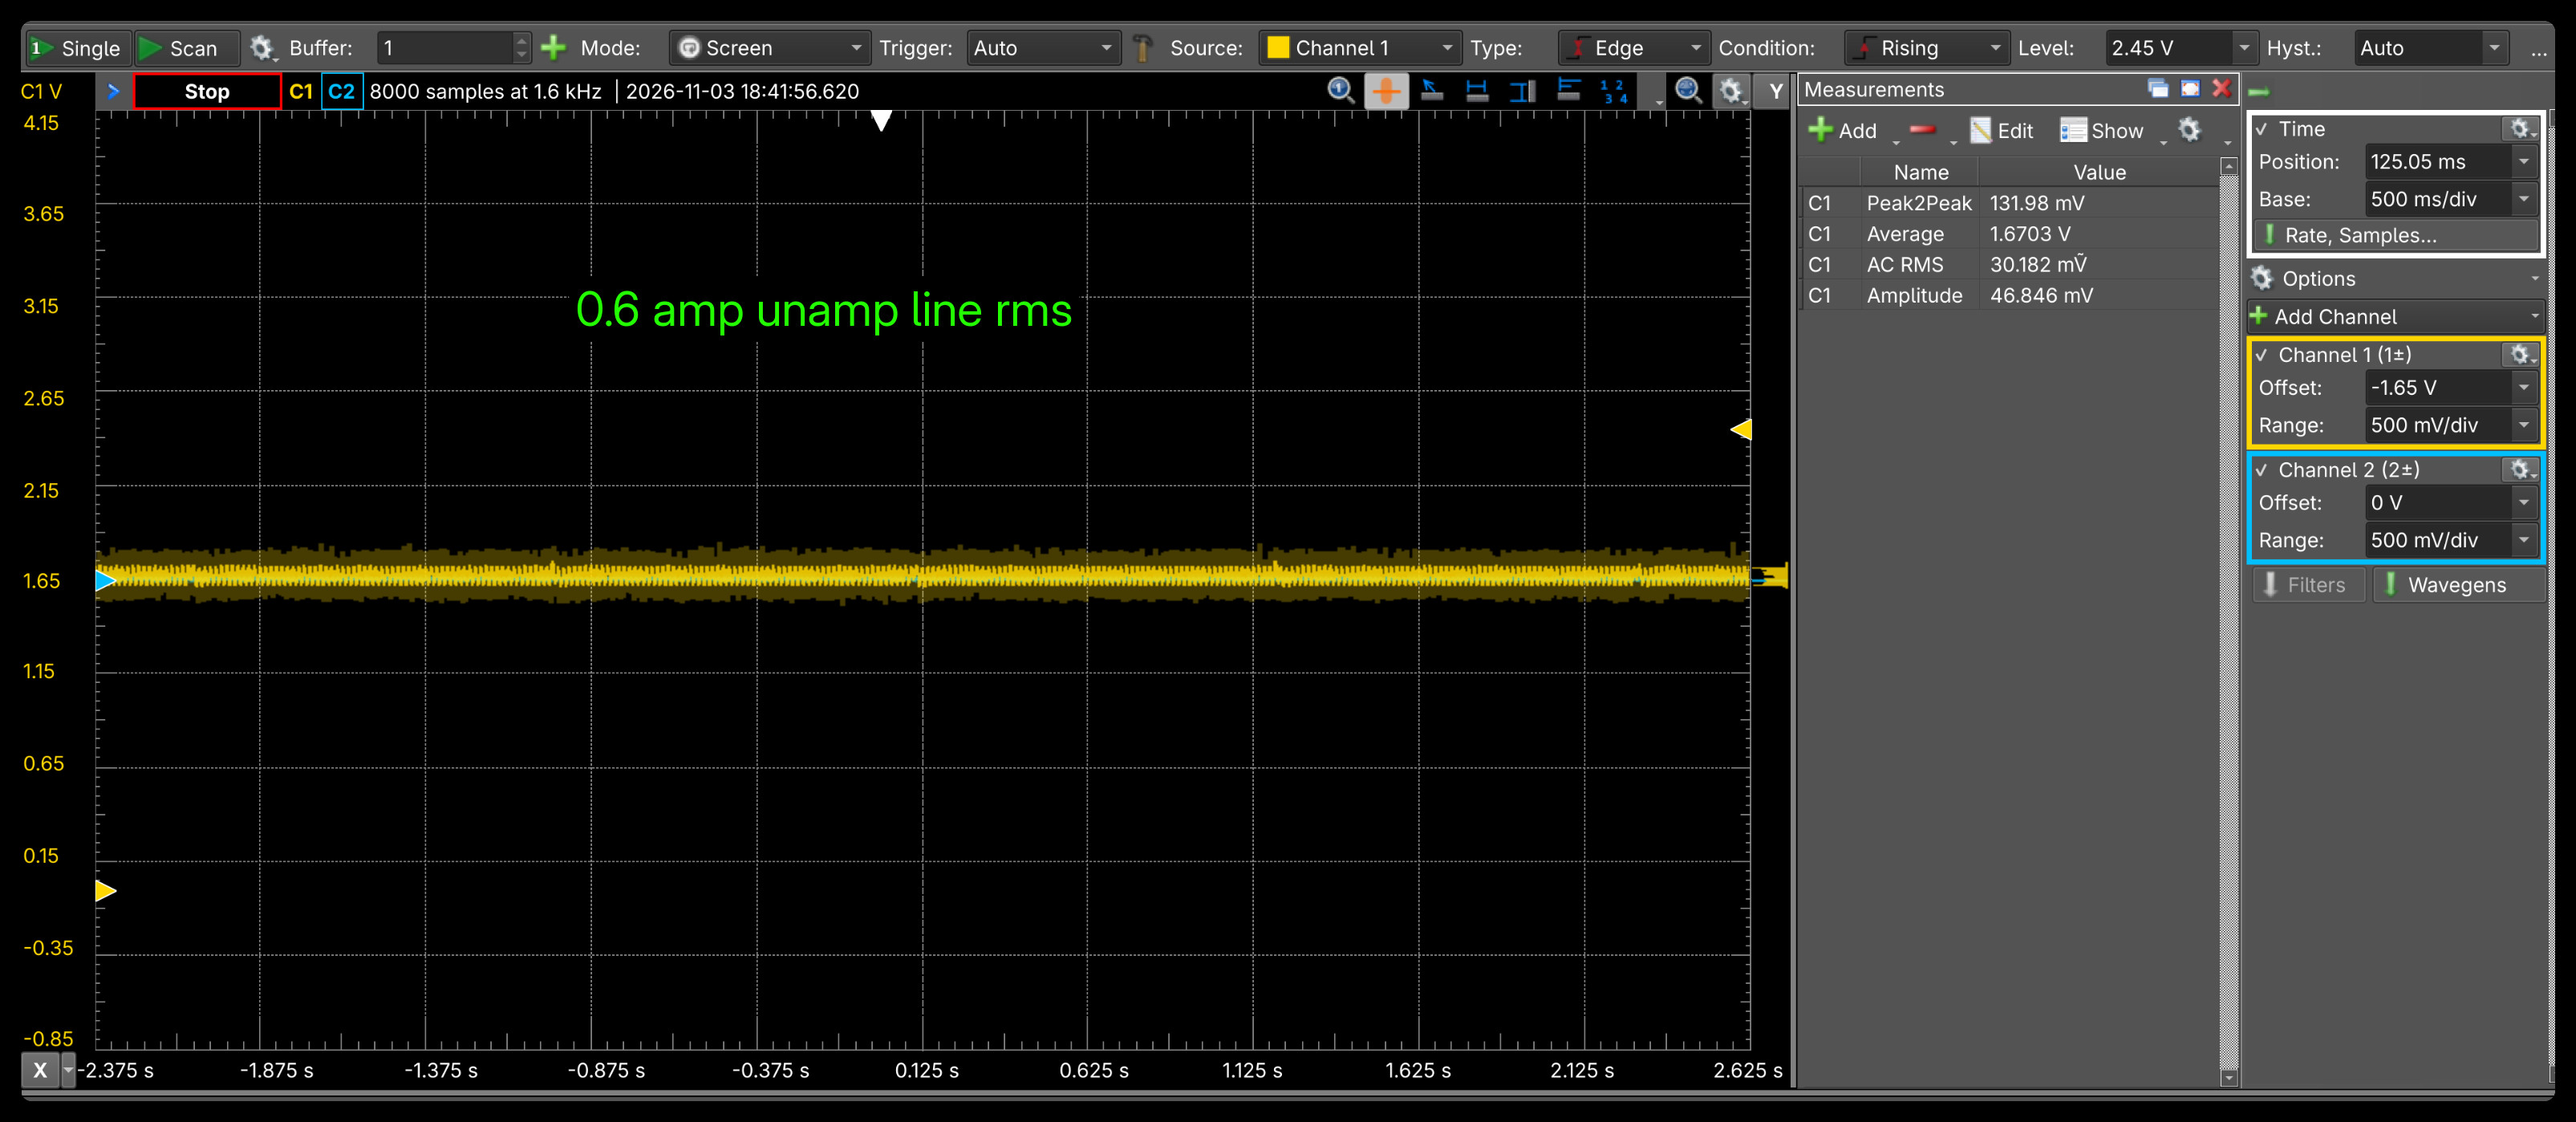 Single Scan Buffer: 1 Mode: Screen Trigger: Auto Source: Channel 1 Type: Edge Condition: Rising Level: 2.45 V Hyst.: Auto ...
C1 V Stop C1 C2 8000 samples at 1.6 kHz | 2026-11-03 18:41:56.620 Y
4.15
3.65
3.15
2.65
2.15
1.65
1.15
0.65
0.15
-0.35
-0.85
0.6 amp unamp line rms
X -2.375 s -1.875 s -1.375 s -0.875 s -0.375 s 0.125 s 0.625 s 1.125 s 1.625 s 2.125 s 2.625 s
Measurements
Add Edit Show
Name Value
C1 Peak2Peak 131.98 mV
C1 Average 1.6703 V
C1 AC RMS 30.182 mṼ
C1 Amplitude 46.846 mV
Time
Position: 125.05 ms
Base: 500 ms/div
Rate, Samples...
Options
Add Channel
Channel 1 (1±)
Offset: -1.65 V
Range: 500 mV/div
Channel 2 (2±)
Offset: 0 V
Range: 500 mV/div
Filters Wavegens